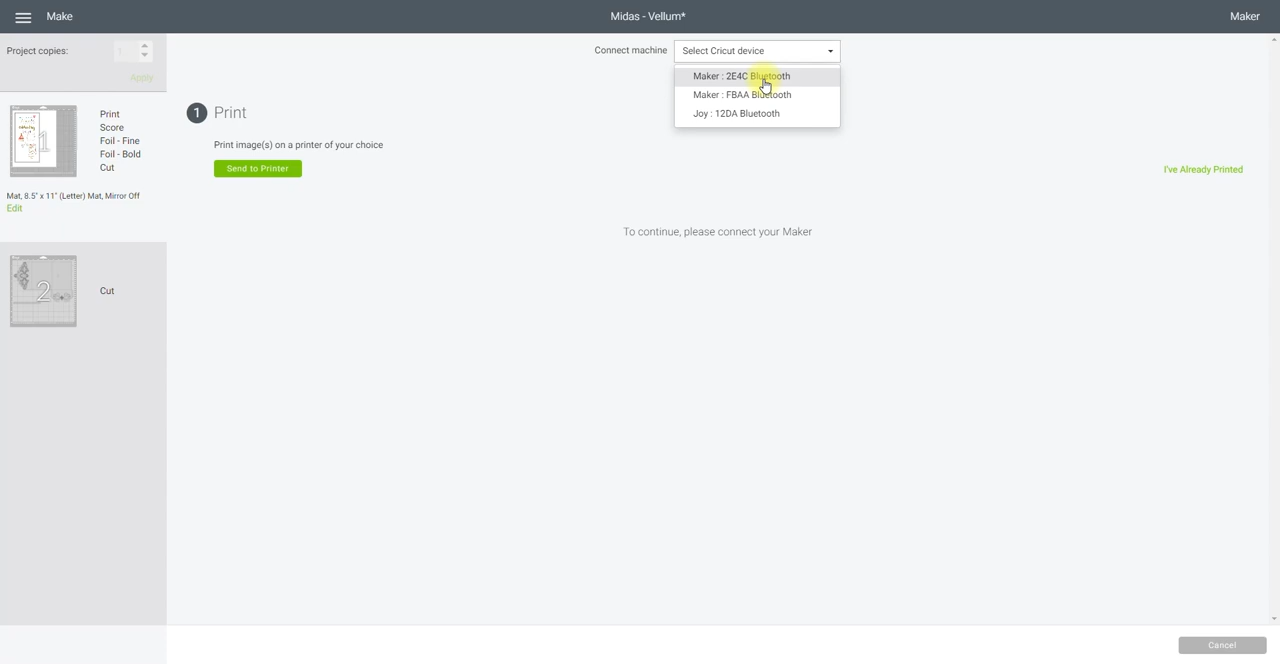 Make
Midas - Vellum*
Maker
Project copies:
1
Apply
Connect machine
Select Cricut device
Maker : 2E4C Bluetooth
Maker : FBAA Bluetooth
Joy : 12DA Bluetooth
1
Print
Score
Foil - Fine
Foil - Bold
Cut
Mat, 8.5" x 11" (Letter) Mat, Mirror Off
Edit
2
Cut
1 Print
Print image(s) on a printer of your choice
Send to Printer
I've Already Printed
To continue, please connect your Maker
Cancel